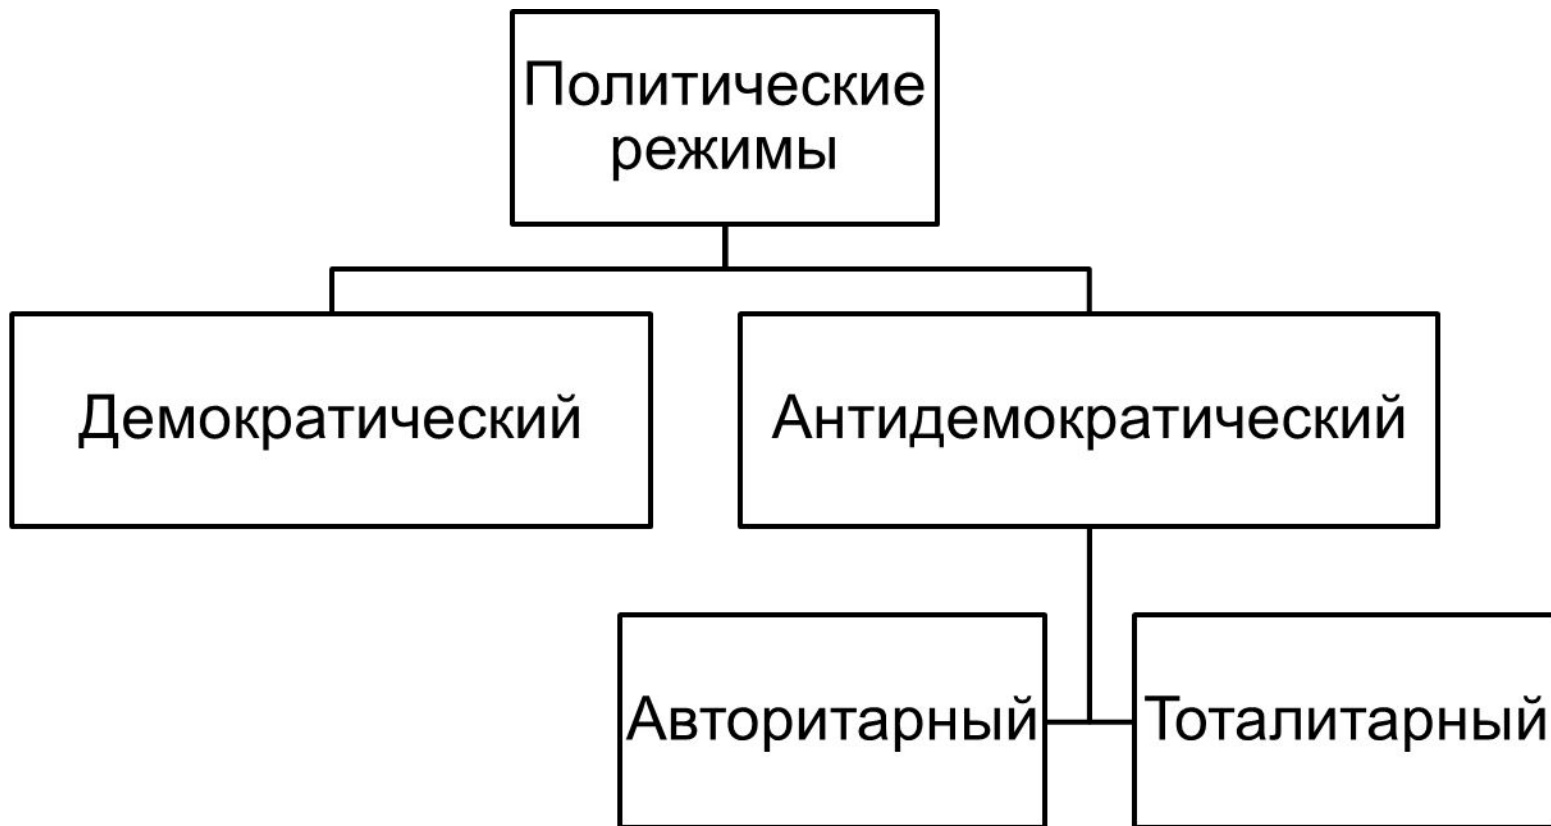 Политические
режимы
Демократический
Антидемократический
Авторитарный
Тоталитарный